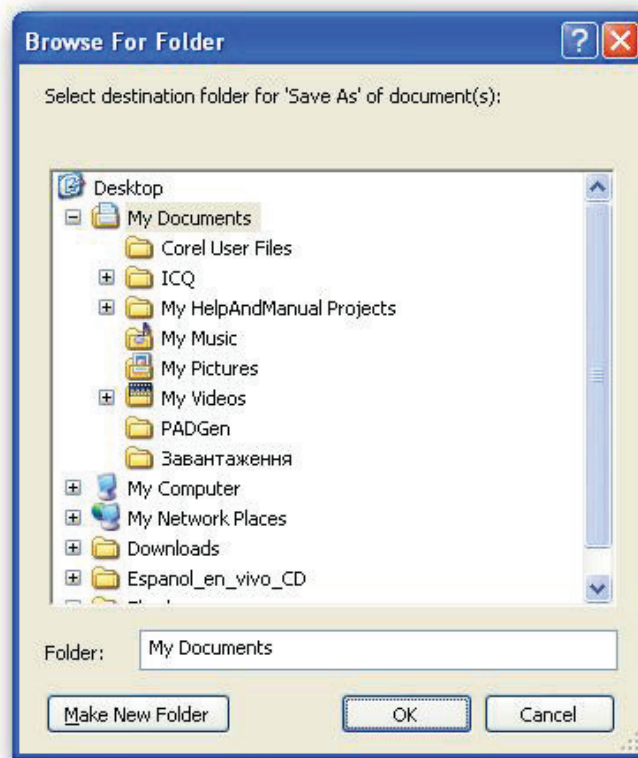 Browse For Folder
Select destination folder for 'Save As' of document(s):
Desktop
My Documents
Corel User Files
ICQ
My HelpAndManual Projects
My Music
My Pictures
My Videos
PADGen
Завантаження
My Computer
My Network Places
Downloads
Espanol_en_vivo_CD
Folder: My Documents
Make New Folder OK Cancel